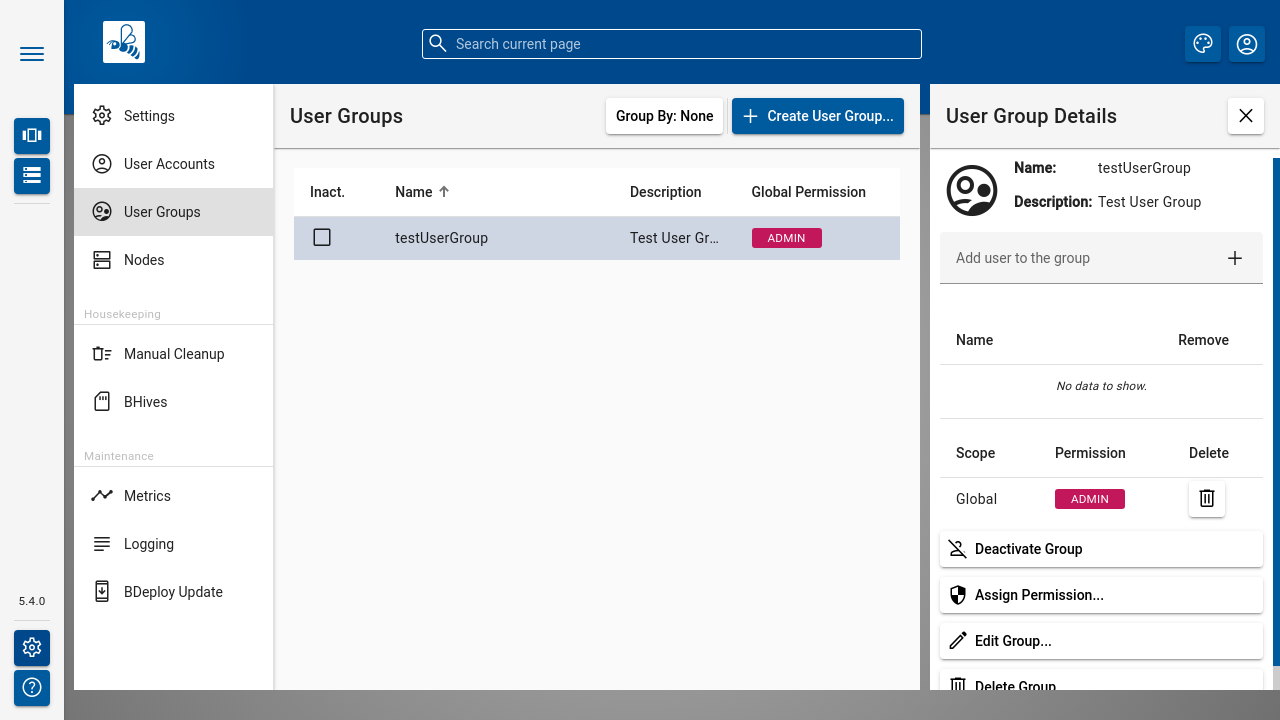 Search current page
Settings
User Accounts
User Groups
Nodes
Housekeeping
Manual Cleanup
BHives
Maintenance
Metrics
Logging
BDeploy Update
5.4.0
User Groups
Group By: None
Create User Group...
Inact. Name Description Global Permission
testUserGroup Test User Gr... ADMIN
User Group Details
Name: testUserGroup
Description: Test User Group
Add user to the group
Name Remove
No data to show.
Scope Permission Delete
Global ADMIN
Deactivate Group
Assign Permission...
Edit Group...
Delete Group